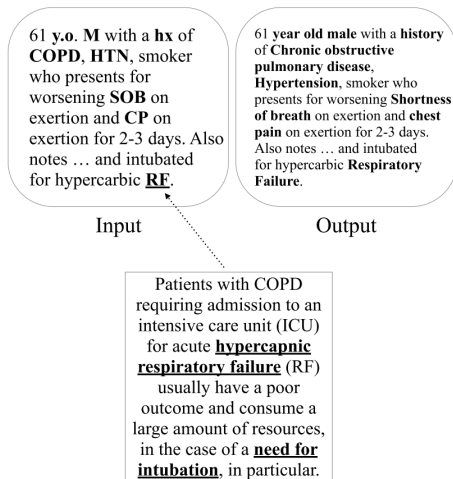 61 y.o. M with a hx of
COPD, HTN, smoker
who presents for
worsening SOB on
exertion and CP on
exertion for 2-3 days. Also
notes … and intubated
for hypercarbic RF.
Input
61 year old male with a history
of Chronic obstructive
pulmonary disease,
Hypertension, smoker who
presents for worsening Shortness
of breath on exertion and chest
pain on exertion for 2-3 days.
Also notes … and intubated
for hypercarbic Respiratory
Failure.
Output
Patients with COPD
requiring admission to an
intensive care unit (ICU)
for acute hypercapnic
respiratory failure (RF)
usually have a poor
outcome and consume a
large amount of resources,
in the case of a need for
intubation, in particular.